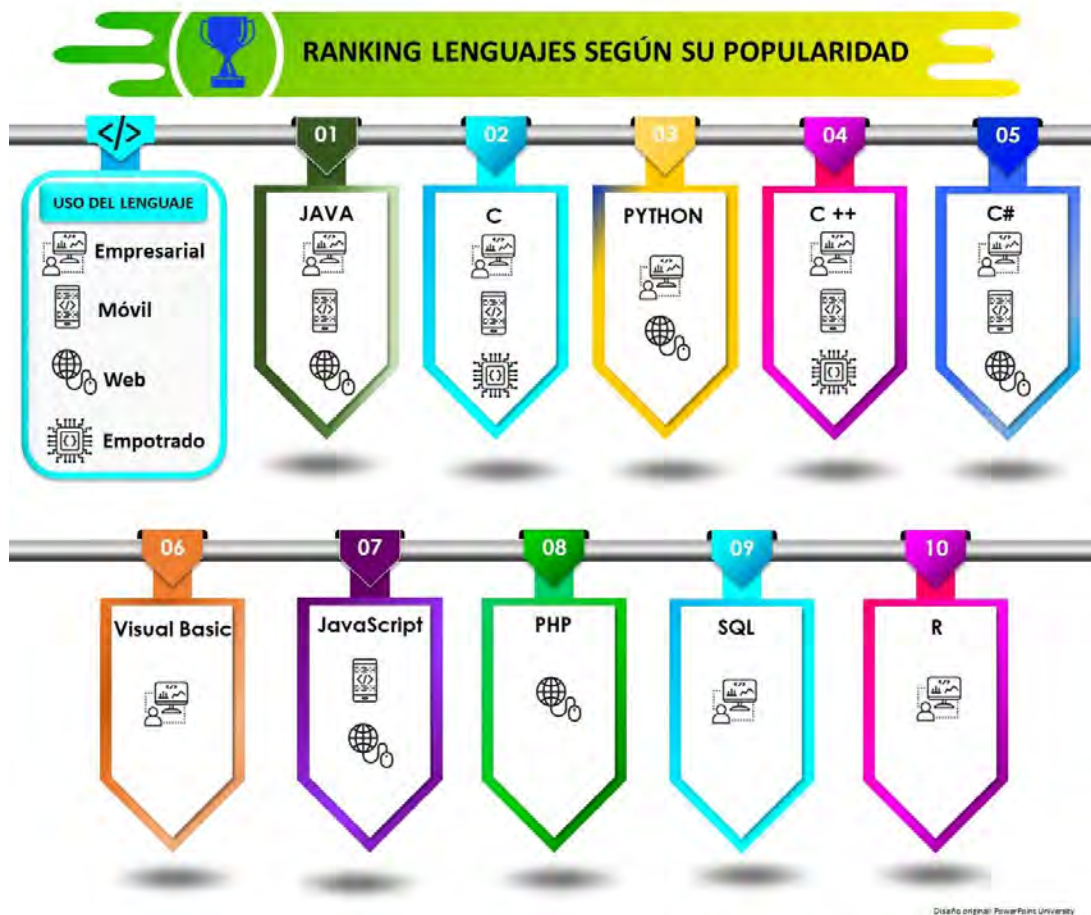 RANKING LENGUAJES SEGÚN SU POPULARIDAD
</>
USO DEL LENGUAJE
Empresarial
Móvil
Web
Empotrado
01
JAVA
02
C
03
PYTHON
04
C ++
05
C#
06
Visual Basic
07
JavaScript
08
PHP
09
SQL
10
R
Diseño original: PowerPoint University